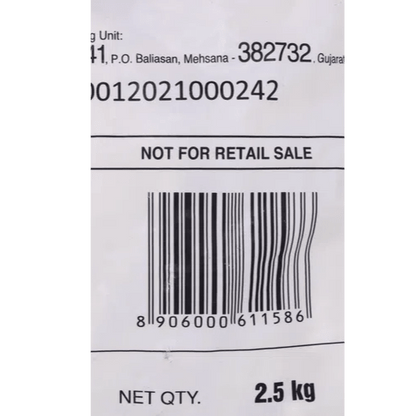 g Unit:
41, P.O. Baliasan, Mehsana - 382732, Gujarat
0012021000242
NOT FOR RETAIL SALE
8 906000 611586
NET QTY. 2.5 kg